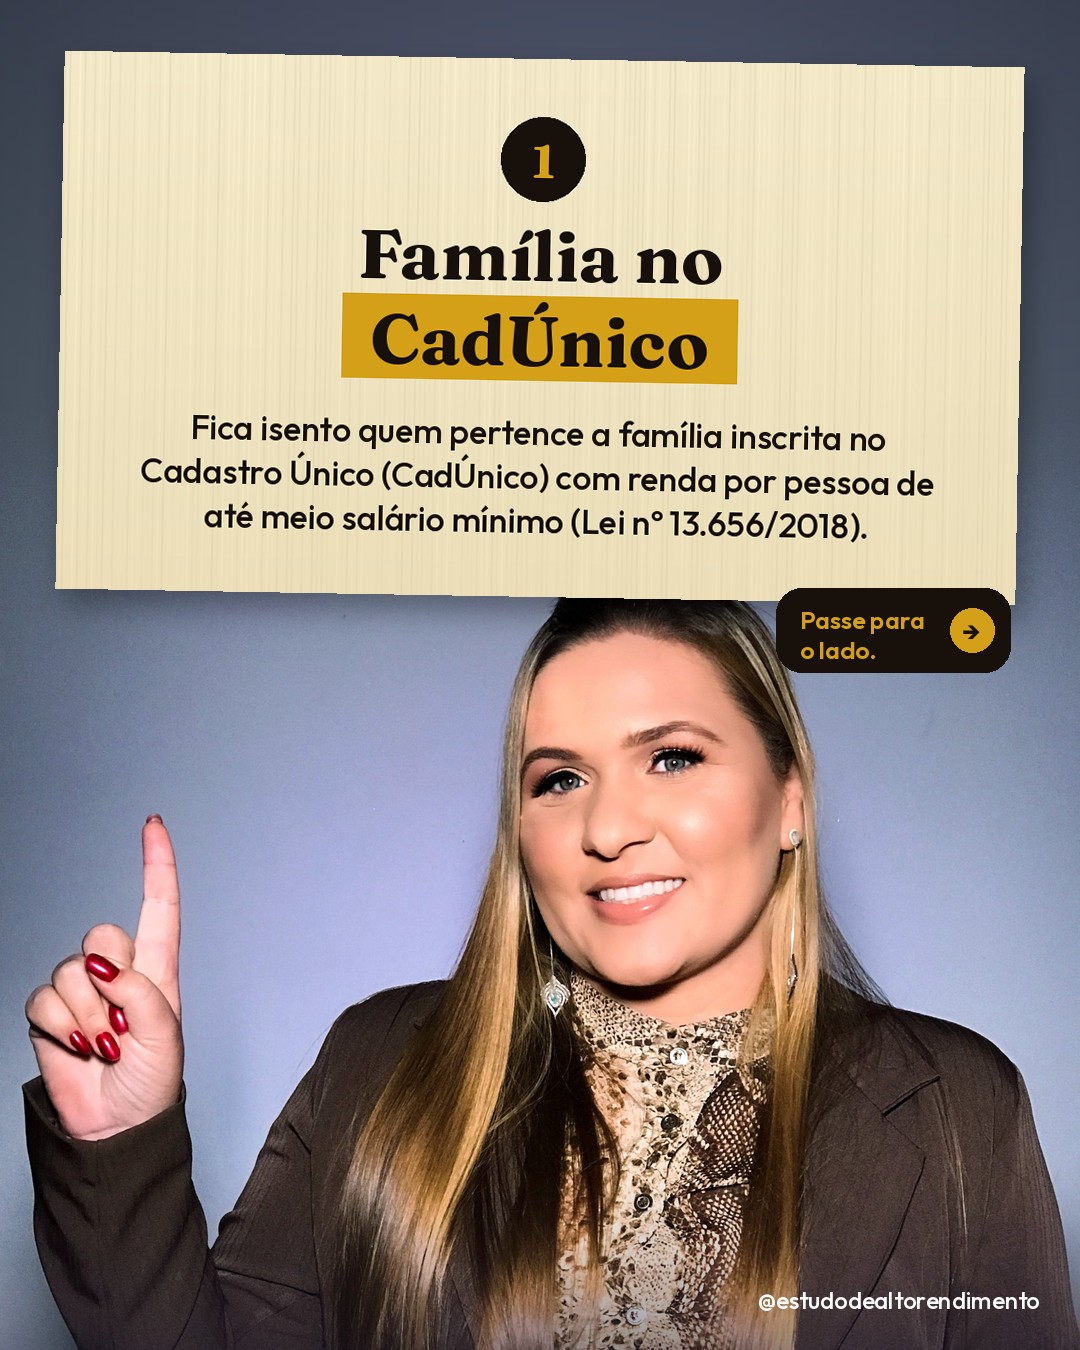 1
Família no
CadÚnico
Fica isento quem pertence a família inscrita no
Cadastro Único (CadÚnico) com renda por pessoa de
até meio salário mínimo (Lei nº 13.656/2018).
Passe para
o lado.
@estudodealtorendimento